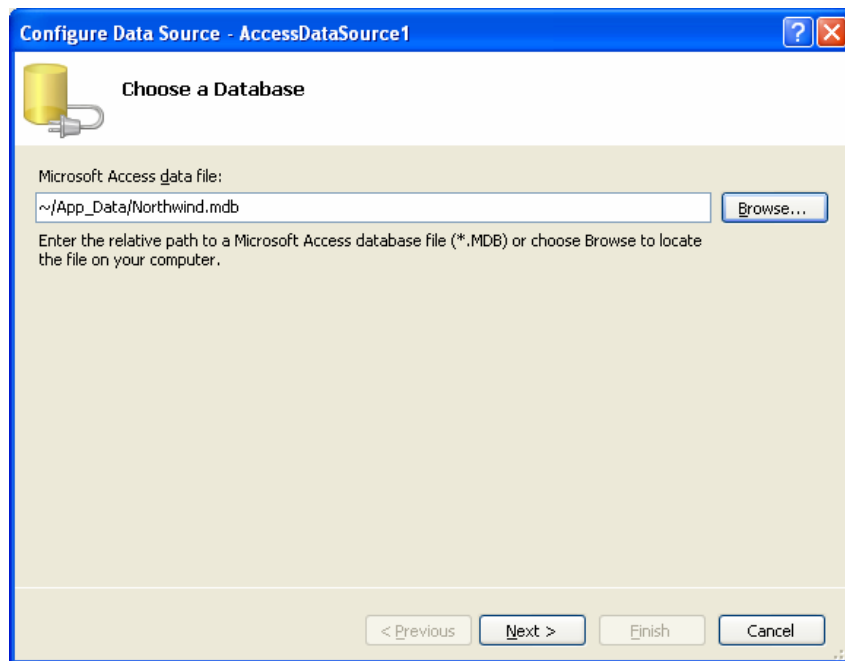 Configure Data Source - AccessDataSource1
Choose a Database
Microsoft Access data file:
~/App_Data/Northwind.mdb
Browse...
Enter the relative path to a Microsoft Access database file (*.MDB) or choose Browse to locate
the file on your computer.
< Previous
Next >
Finish
Cancel